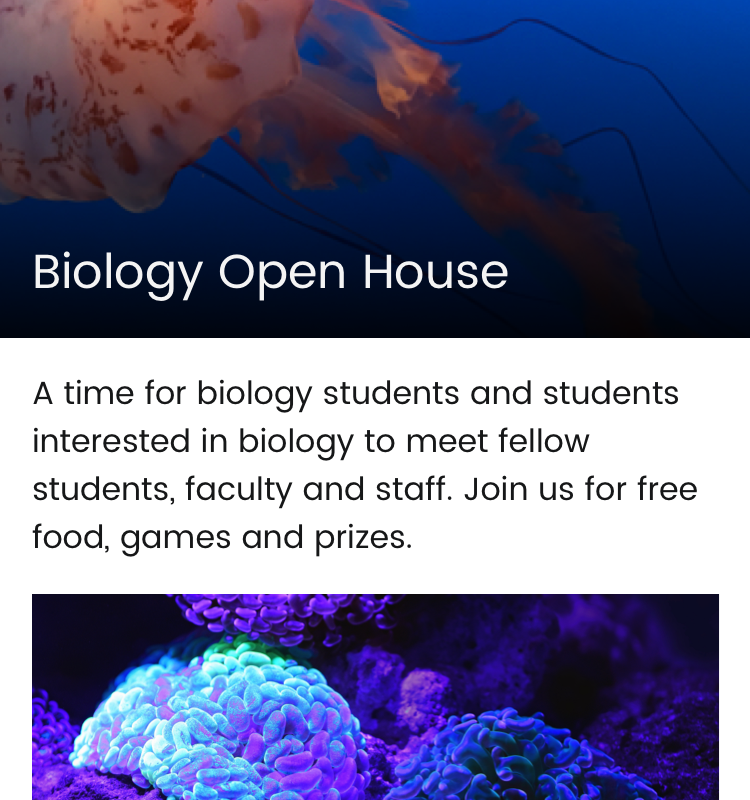 Biology Open House
A time for biology students and students
interested in biology to meet fellow
students, faculty and staff. Join us for free
food, games and prizes.